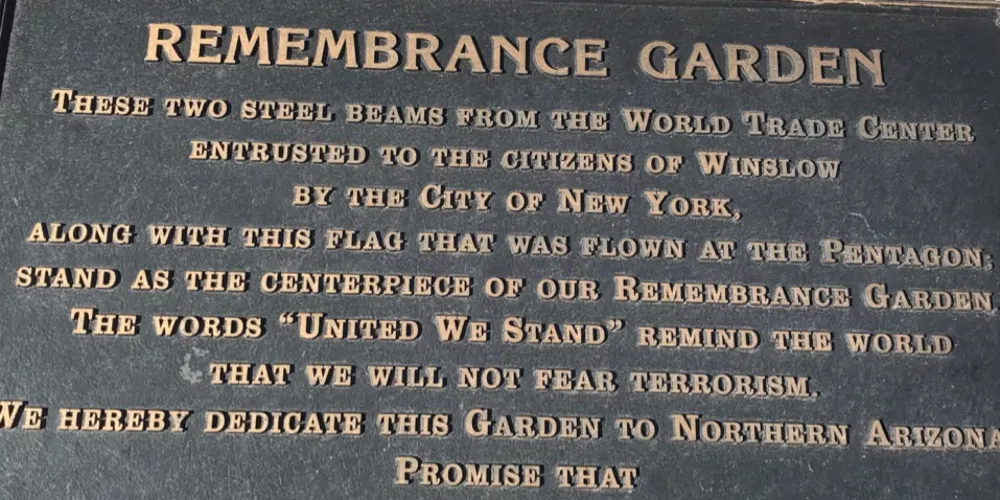 REMEMBRANCE GARDEN
THESE TWO STEEL BEAMS FROM THE WORLD TRADE CENTER
ENTRUSTED TO THE CITIZENS OF WINSLOW
BY THE CITY OF NEW YORK,
ALONG WITH THIS FLAG THAT WAS FLOWN AT THE PENTAGON;
STAND AS THE CENTERPIECE OF OUR REMEMBRANCE GARDEN
THE WORDS “UNITED WE STAND” REMIND THE WORLD
THAT WE WILL NOT FEAR TERRORISM.
WE HEREBY DEDICATE THIS GARDEN TO NORTHERN ARIZONA
PROMISE THAT